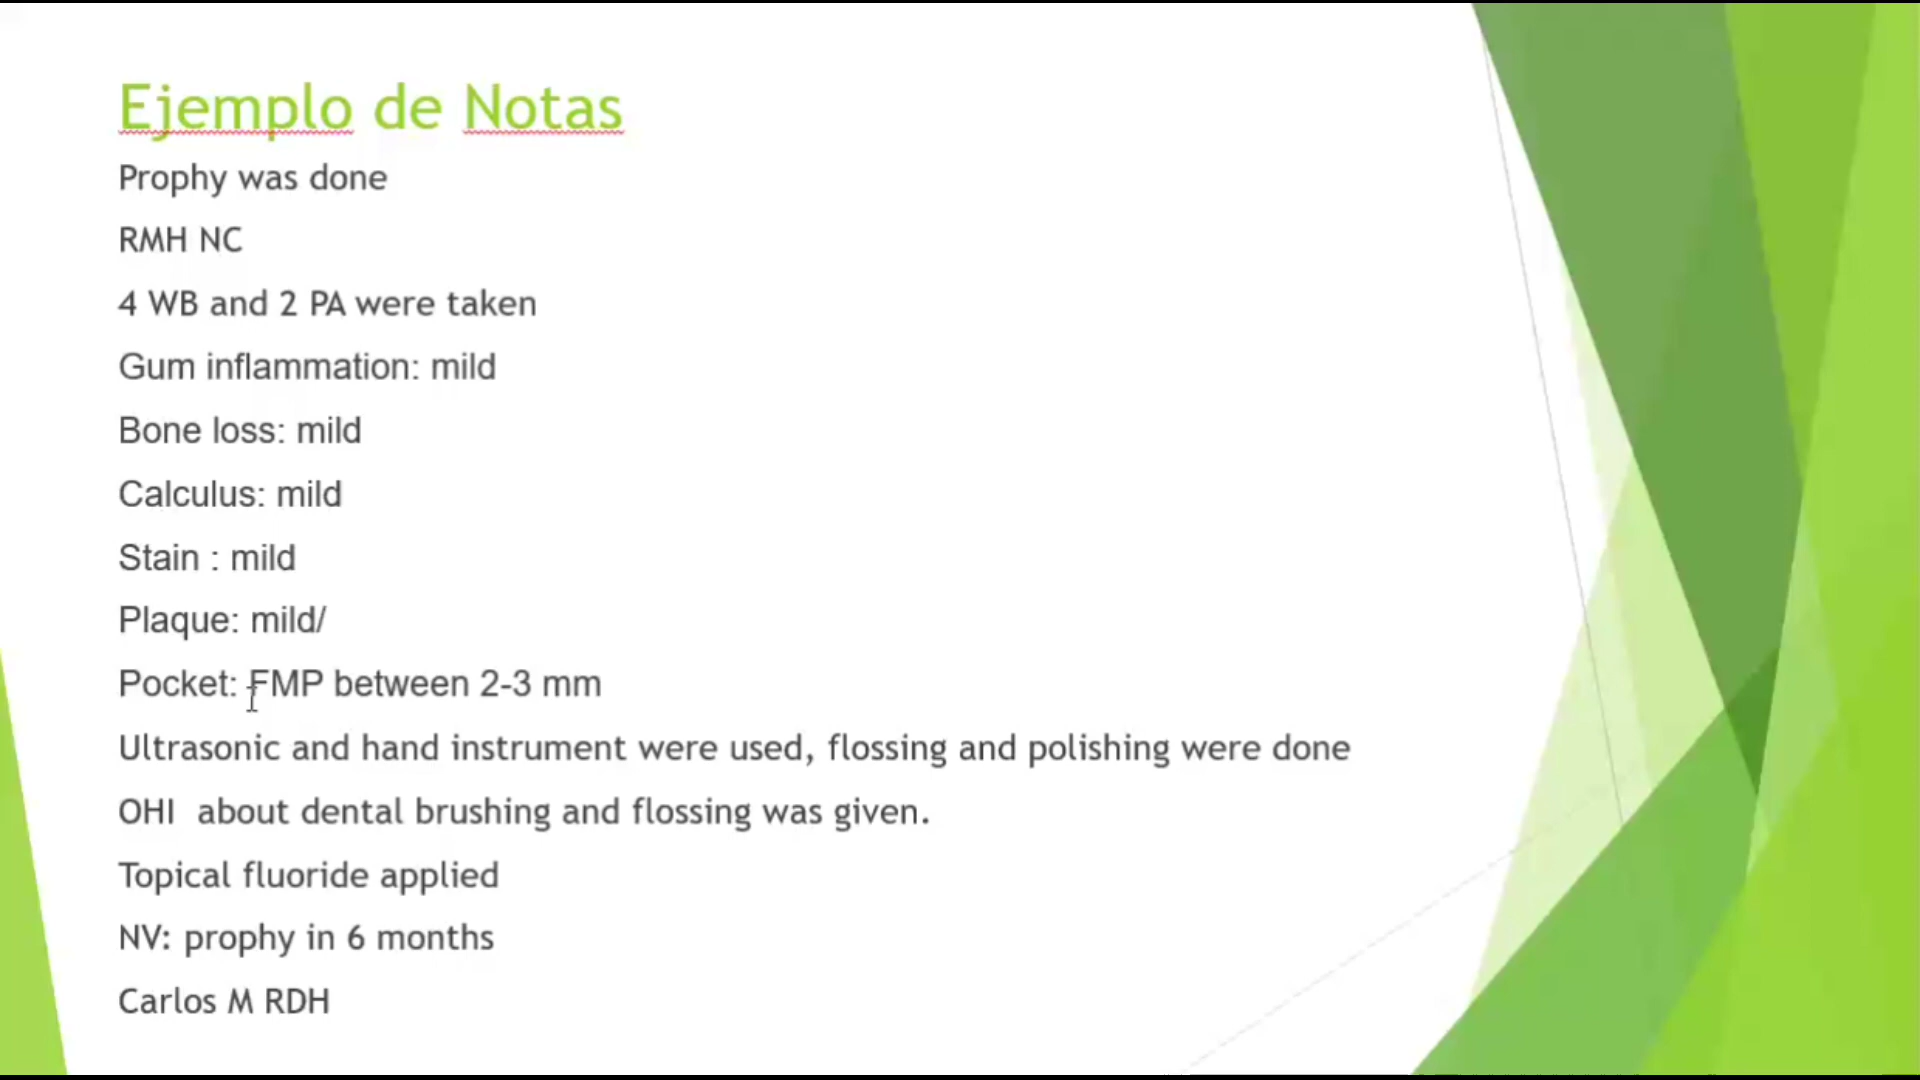 Ejemplo de Notas
Prophy was done
RMH NC
4 WB and 2 PA were taken
Gum inflammation: mild
Bone loss: mild
Calculus: mild
Stain : mild
Plaque: mild/
Pocket: FMP between 2-3 mm
Ultrasonic and hand instrument were used, flossing and polishing were done
OHI  about dental brushing and flossing was given.
Topical fluoride applied
NV: prophy in 6 months
Carlos M RDH